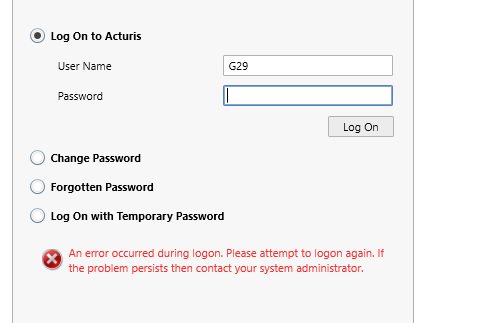 Log On to Acturis
User Name
G29
Password
Log On
Change Password
Forgotten Password
Log On with Temporary Password
An error occurred during logon. Please attempt to logon again. If
the problem persists then contact your system administrator.